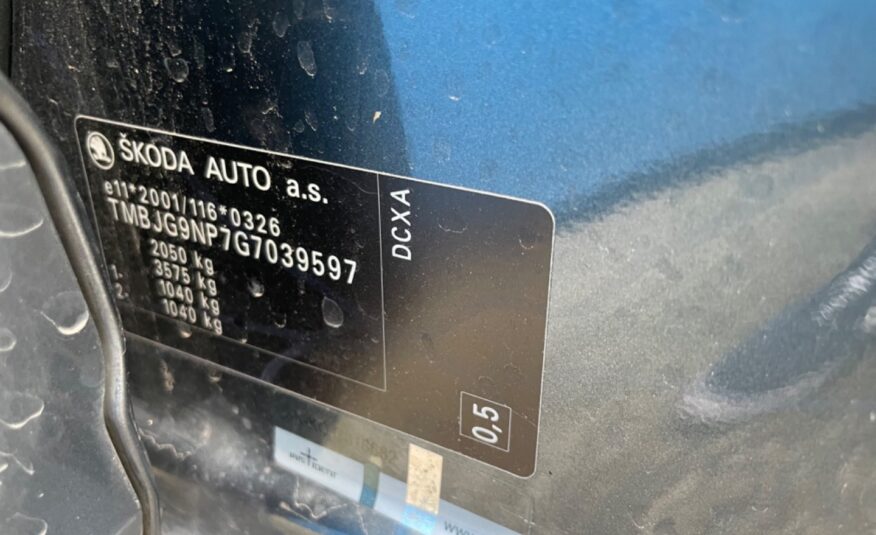 ŠKODA AUTO a.s.
e11*2001/116*0326
TMBJG9NP7G7039597
2050 kg
3575 kg
1. 1040 kg
2. 1040 kg
DCXA
0,5
www.